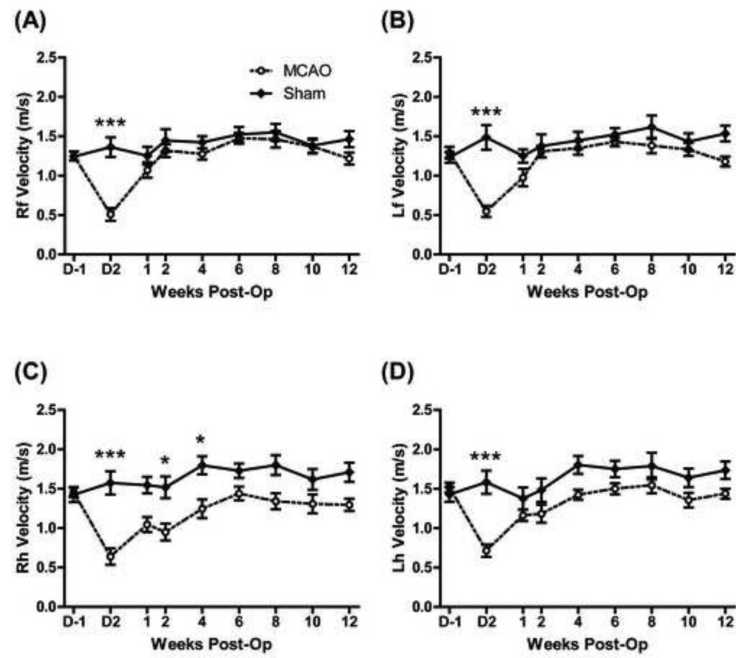 (A)
Rf Velocity (m/s)
2.5
2.0
1.5
1.0
0.5
0.0
MCAO
Sham
***
D-1 D2 1 2 4 6 8 10 12
Weeks Post-Op
(B)
Lf Velocity (m/s)
2.5
2.0
1.5
1.0
0.5
0.0
***
D-1 D2 1 2 4 6 8 10 12
Weeks Post-Op
(C)
Rh Velocity (m/s)
2.5
2.0
1.5
1.0
0.5
0.0
*** * *
D-1 D2 1 2 4 6 8 10 12
Weeks Post-Op
(D)
Lh Velocity (m/s)
2.5
2.0
1.5
1.0
0.5
0.0
***
D-1 D2 1 2 4 6 8 10 12
Weeks Post-Op